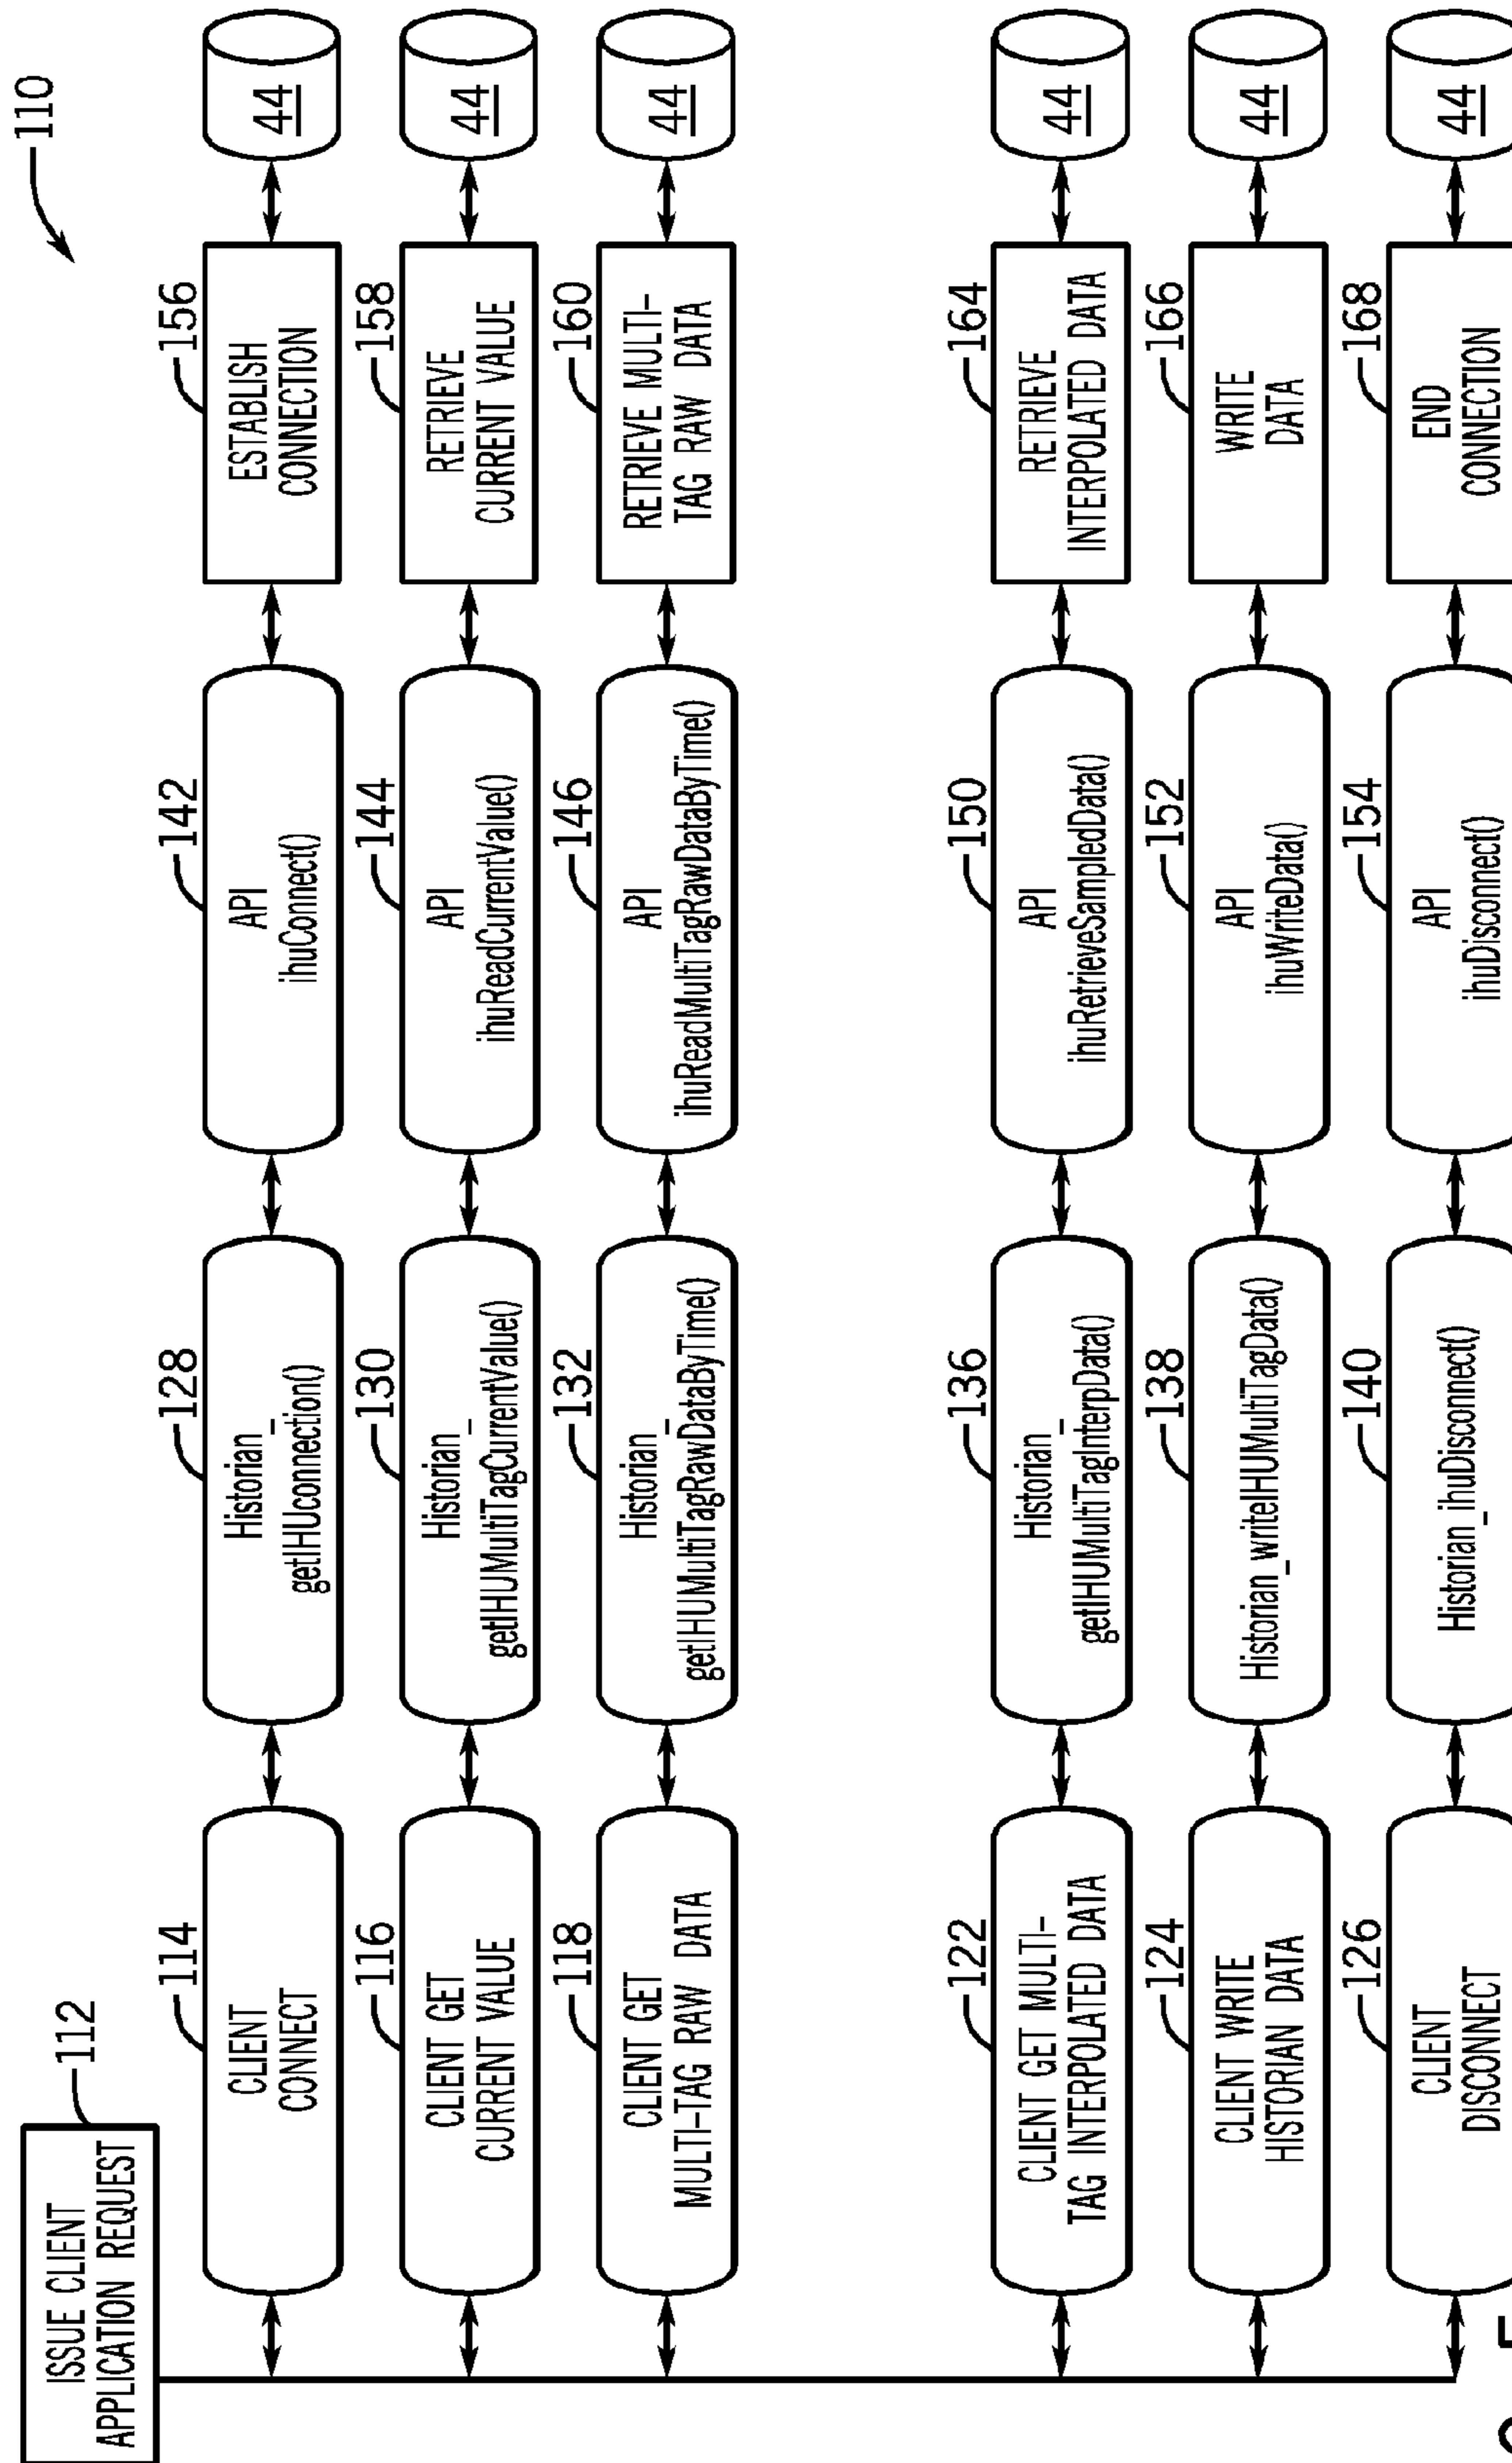 110
ISSUE CLIENT
APPLICATION REQUEST
112
114
CLIENT
CONNECT
128
Historian_
getIHUconnection()
142
API
ihuConnect()
156
ESTABLISH
CONNECTION
44
116
CLIENT GET
CURRENT VALUE
130
Historian_
getIHUMultiTagCurrentValue()
144
API
ihuReadCurrentValue()
158
RETRIEVE
CURRENT VALUE
44
118
CLIENT GET
MULTI-TAG RAW DATA
132
Historian_
getIHUMultiTagRawDataByTime()
146
API
ihuReadMultiTagRawDataByTime()
160
RETRIEVE MULTI-
TAG RAW DATA
44
122
CLIENT GET MULTI-
TAG INTERPOLATED DATA
136
Historian_
getIHUMultiTagInterpData()
150
API
ihuRetrieveSampledData()
164
RETRIEVE
INTERPOLATED DATA
44
124
CLIENT WRITE
HISTORIAN DATA
138
Historian_writeIHUMultiTagData()
152
API
ihuWriteData()
166
WRITE
DATA
44
126
CLIENT
DISCONNECT
140
Historian_ihuDisconnect()
154
API
ihuDisconnect()
168
END
CONNECTION
44